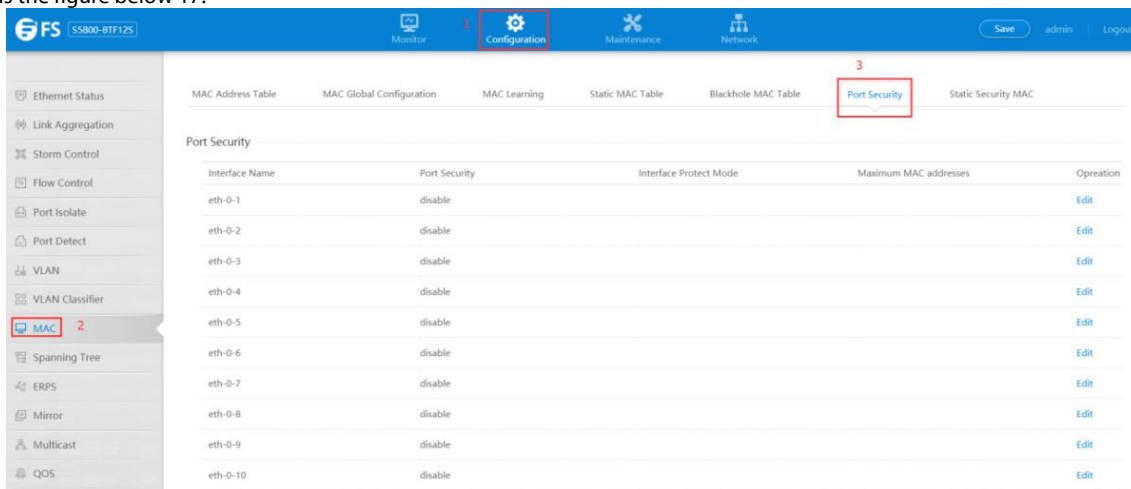 as the figure below 17:
FS S5800-8TF12S
Monitor
1 Configuration
Maintenance
Network
Save admin Logou
3
Ethernet Status
Link Aggregation
Storm Control
Flow Control
Port Isolate
Port Detect
VLAN
VLAN Classifier
MAC 2
Spanning Tree
ERPS
Mirror
Multicast
QOS
MAC Address Table MAC Global Configuration MAC Learning Static MAC Table Blackhole MAC Table Port Security Static Security MAC
Port Security
Interface Name Port Security Interface Protect Mode Maximum MAC addresses Opreation
eth-0-1 disable Edit
eth-0-2 disable Edit
eth-0-3 disable Edit
eth-0-4 disable Edit
eth-0-5 disable Edit
eth-0-6 disable Edit
eth-0-7 disable Edit
eth-0-8 disable Edit
eth-0-9 disable Edit
eth-0-10 disable Edit